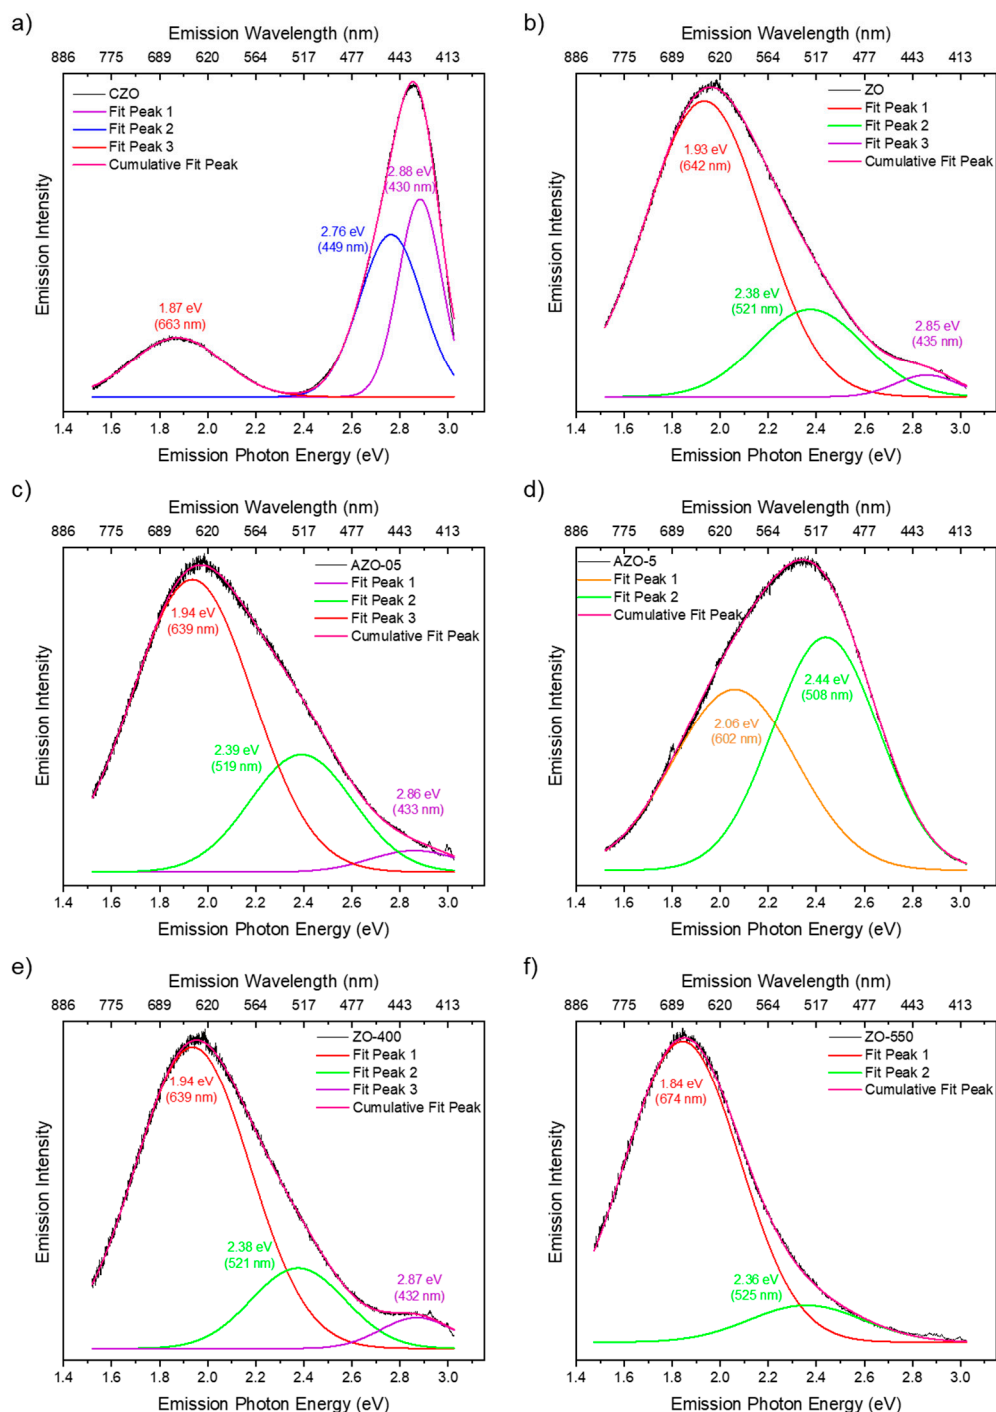 a)
Emission Wavelength (nm)
886 775 689 620 564 517 477 443 413
CZO
Fit Peak 1
Fit Peak 2
Fit Peak 3
Cumulative Fit Peak
2.88 eV
(430 nm)
2.76 eV
(449 nm)
1.87 eV
(663 nm)
Emission Intensity
1.4 1.6 1.8 2.0 2.2 2.4 2.6 2.8 3.0
Emission Photon Energy (eV)
b)
Emission Wavelength (nm)
886 775 689 620 564 517 477 443 413
ZO
Fit Peak 1
Fit Peak 2
Fit Peak 3
Cumulative Fit Peak
1.93 eV
(642 nm)
2.38 eV
(521 nm)
2.85 eV
(435 nm)
Emission Intensity
1.4 1.6 1.8 2.0 2.2 2.4 2.6 2.8 3.0
Emission Photon Energy (eV)
c)
Emission Wavelength (nm)
886 775 689 620 564 517 477 443 413
AZO-05
Fit Peak 1
Fit Peak 2
Fit Peak 3
Cumulative Fit Peak
1.94 eV
(639 nm)
2.39 eV
(519 nm)
2.86 eV
(433 nm)
Emission Intensity
1.4 1.6 1.8 2.0 2.2 2.4 2.6 2.8 3.0
Emission Photon Energy (eV)
d)
Emission Wavelength (nm)
886 775 689 620 564 517 477 443 413
AZO-5
Fit Peak 1
Fit Peak 2
Cumulative Fit Peak
2.44 eV
(508 nm)
2.06 eV
(602 nm)
Emission Intensity
1.4 1.6 1.8 2.0 2.2 2.4 2.6 2.8 3.0
Emission Photon Energy (eV)
e)
Emission Wavelength (nm)
886 775 689 620 564 517 477 443 413
ZO-400
Fit Peak 1
Fit Peak 2
Fit Peak 3
Cumulative Fit Peak
1.94 eV
(639 nm)
2.38 eV
(521 nm)
2.87 eV
(432 nm)
Emission Intensity
1.4 1.6 1.8 2.0 2.2 2.4 2.6 2.8 3.0
Emission Photon Energy (eV)
f)
Emission Wavelength (nm)
886 775 689 620 564 517 477 443 413
ZO-550
Fit Peak 1
Fit Peak 2
Cumulative Fit Peak
1.84 eV
(674 nm)
2.36 eV
(525 nm)
Emission Intensity
1.4 1.6 1.8 2.0 2.2 2.4 2.6 2.8 3.0
Emission Photon Energy (eV)